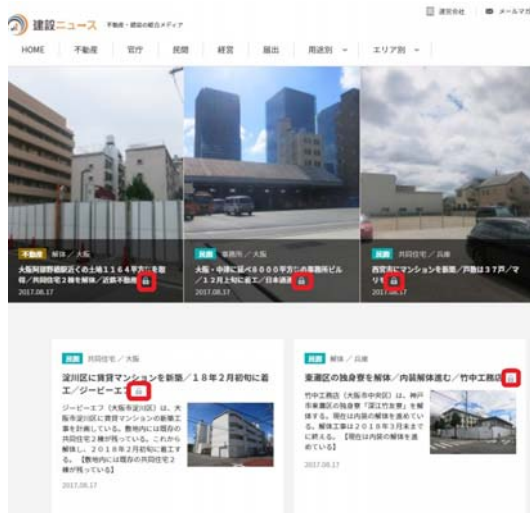 運営会社 メールマガ
建設ニュース 不動産・建設の総合メディア
HOME 不動産 官庁 民間 経営 届出 用途別 エリア別
不動産 解体／大阪
大阪阿部野橋駅近くの土地1164平方㍍を取
得／共同住宅2棟を解体／近鉄不動産
2017.08.17
民間 事務所／大阪
大阪・中津に延べ8000平方㍍の事務所ビル
／12月上旬に着工／日本通運
2017.08.17
民間 共同住宅／兵庫
西宮市にマンションを新築／戸数は37戸／マ
リモ
2017.08.17
民間 共同住宅／大阪
淀川区に賃貸マンションを新築／18年2月初旬に着
工／ジービーエフ
ジービーエフ（大阪市淀川区）は、大
阪市淀川区に賃貸マンションの新築工
事を計画している。敷地内には既存の
共同住宅2棟が残っている。これから
解体し、2018年2月初旬に着工す
る。【敷地内には既存の共同住宅2
棟が残っている】
2017.08.17
民間 解体／兵庫
東灘区の独身寮を解体／内装解体進む／竹中工務店
竹中工務店（大阪市中央区）は、神戸
市東灘区の独身寮「深江竹友寮」を解
体する。現在は内装の解体を進めてい
る。解体工事は2018年3月末まで
に終える。【現在は内装の解体を進
めている】
2017.08.17